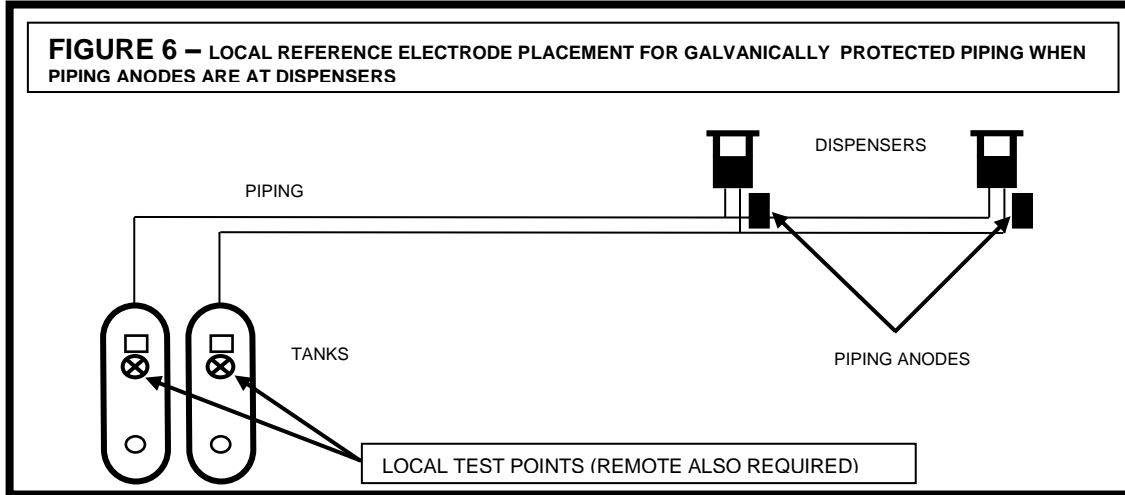 FIGURE 6 – LOCAL REFERENCE ELECTRODE PLACEMENT FOR GALVANICALLY PROTECTED PIPING WHEN
PIPING ANODES ARE AT DISPENSERS
DISPENSERS
PIPING
TANKS
PIPING ANODES
LOCAL TEST POINTS (REMOTE ALSO REQUIRED)